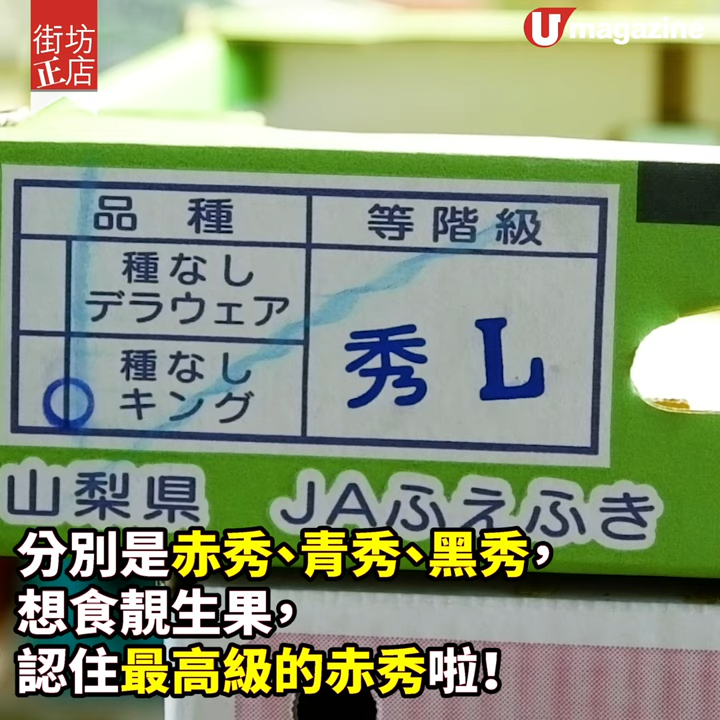 街坊
正店
U magazine
品種
等階級
種なし
デラウェア
種なし
キング
秀L
山梨県 JAふえふき
分別是赤秀、青秀、黑秀，
想食靚生果，
認住最高級的赤秀啦！